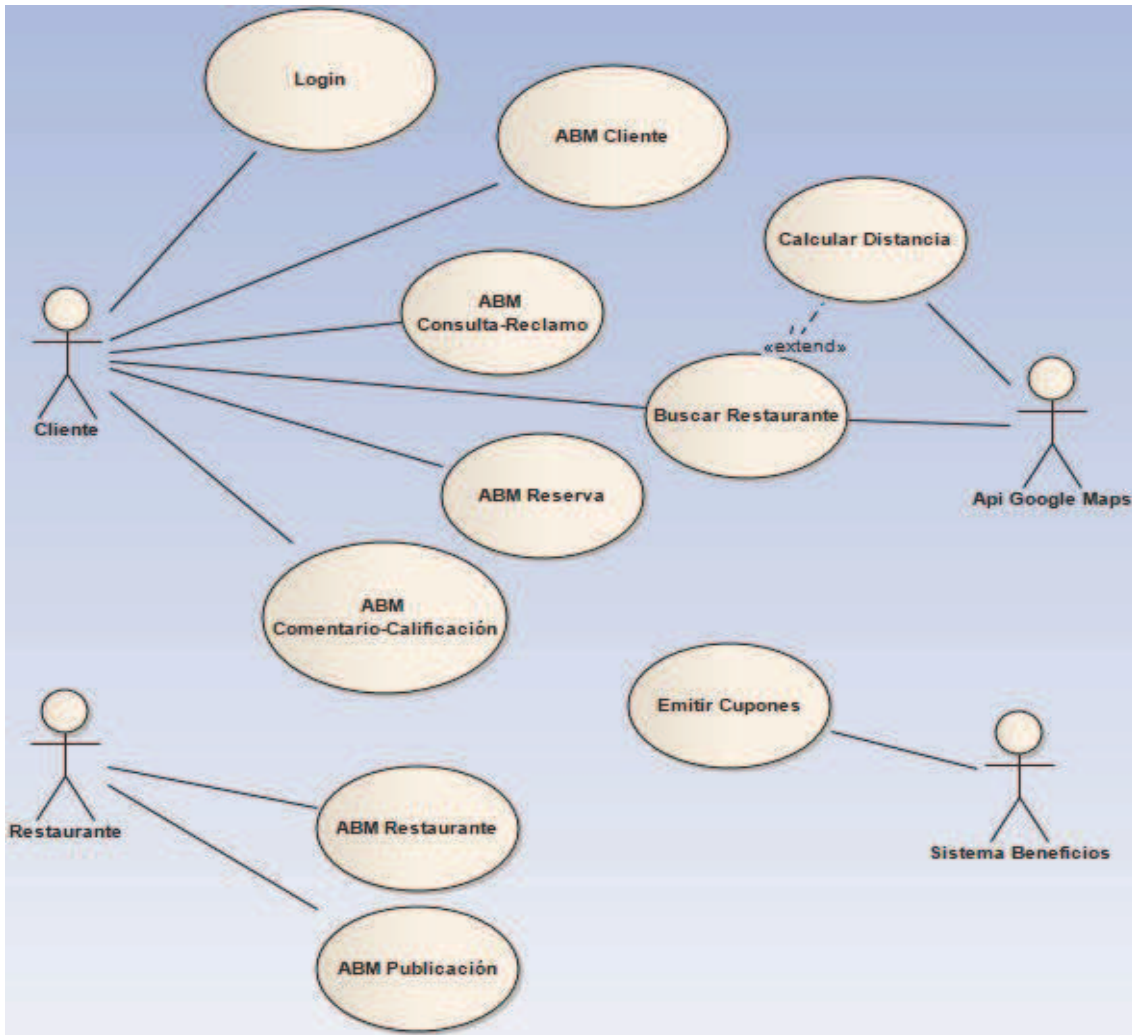 Login
ABM Cliente
Calcular Distancia
ABM
Consulta-Reclamo
«extend»
Cliente
Buscar Restaurante
Api Google Maps
ABM Reserva
ABM
Comentario-Calificación
Emitir Cupones
Restaurante
ABM Restaurante
Sistema Beneficios
ABM Publicación